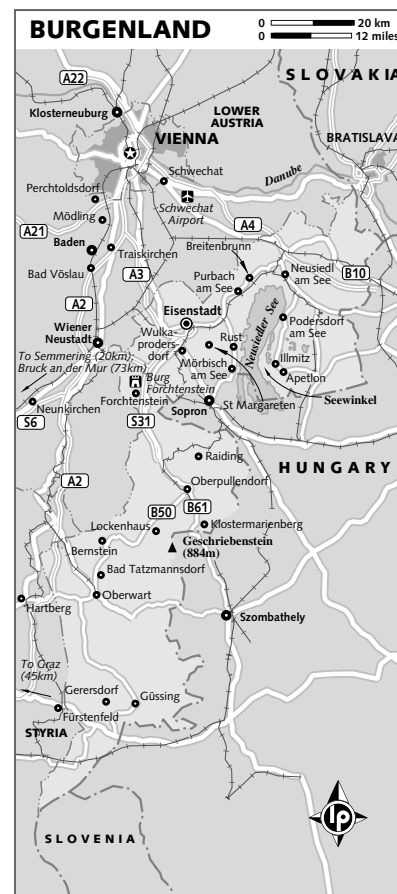 BURGENLAND
0 20 km
0 12 miles
A22
SLOVAKIA
Klosterneuburg
LOWER
AUSTRIA
VIENNA
BRATISLAVA
Schwechat
Danube
Perchtoldsdorf
Schwechat
Airport
Mödling
A21
A4
Breitenbrunn
Baden
Traiskirchen
Bad Vöslau
A3
Purbach
am See
Neusiedl
am See
B10
A2
Eisenstadt
Neusiedler See
Podersdorf
am See
Wiener
Neustadt
Wulka-
proders-
dorf
Rust
To Semmering (20km);
Bruck an der Mur (73km)
Mörbisch
am See
Illmitz
Apetlon
Burg
Forchtenstein
Forchtenstein
Seewinkel
Neunkirchen
Sopron
St Margareten
S6
S31
Raiding
HUNGARY
Oberpullendorf
A2
B50
B61
Lockenhaus
Klostermarienberg
Bernstein
Geschriebenstein
(884m)
Bad Tatzmannsdorf
Oberwart
Hartberg
Szombathely
To Graz
(45km)
Gerersdorf
Güssing
Fürstenfeld
STYRIA
lp
SLOVENIA